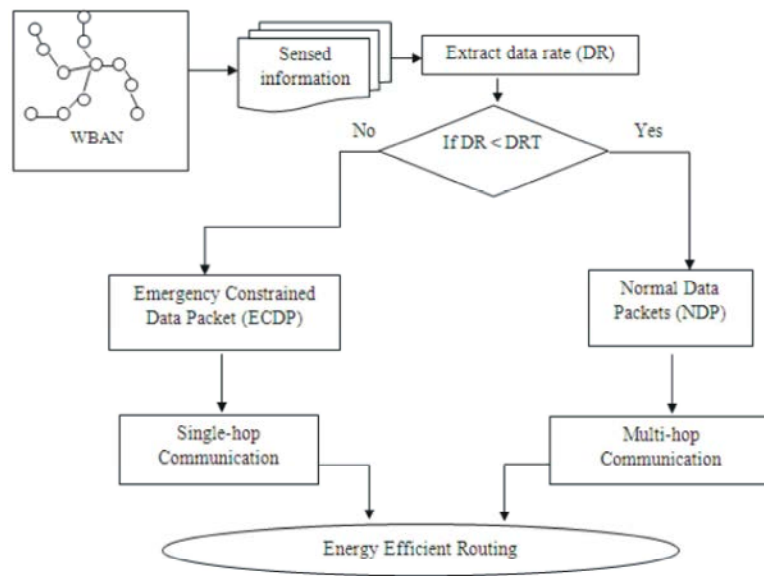 Sensed
information
Extract data rate (DR)
WBAN
No
If DR < DRT
Yes
Emergency Constrained
Data Packet (ECDP)
Normal Data
Packets (NDP)
Single-hop
Communication
Multi-hop
Communication
Energy Efficient Routing